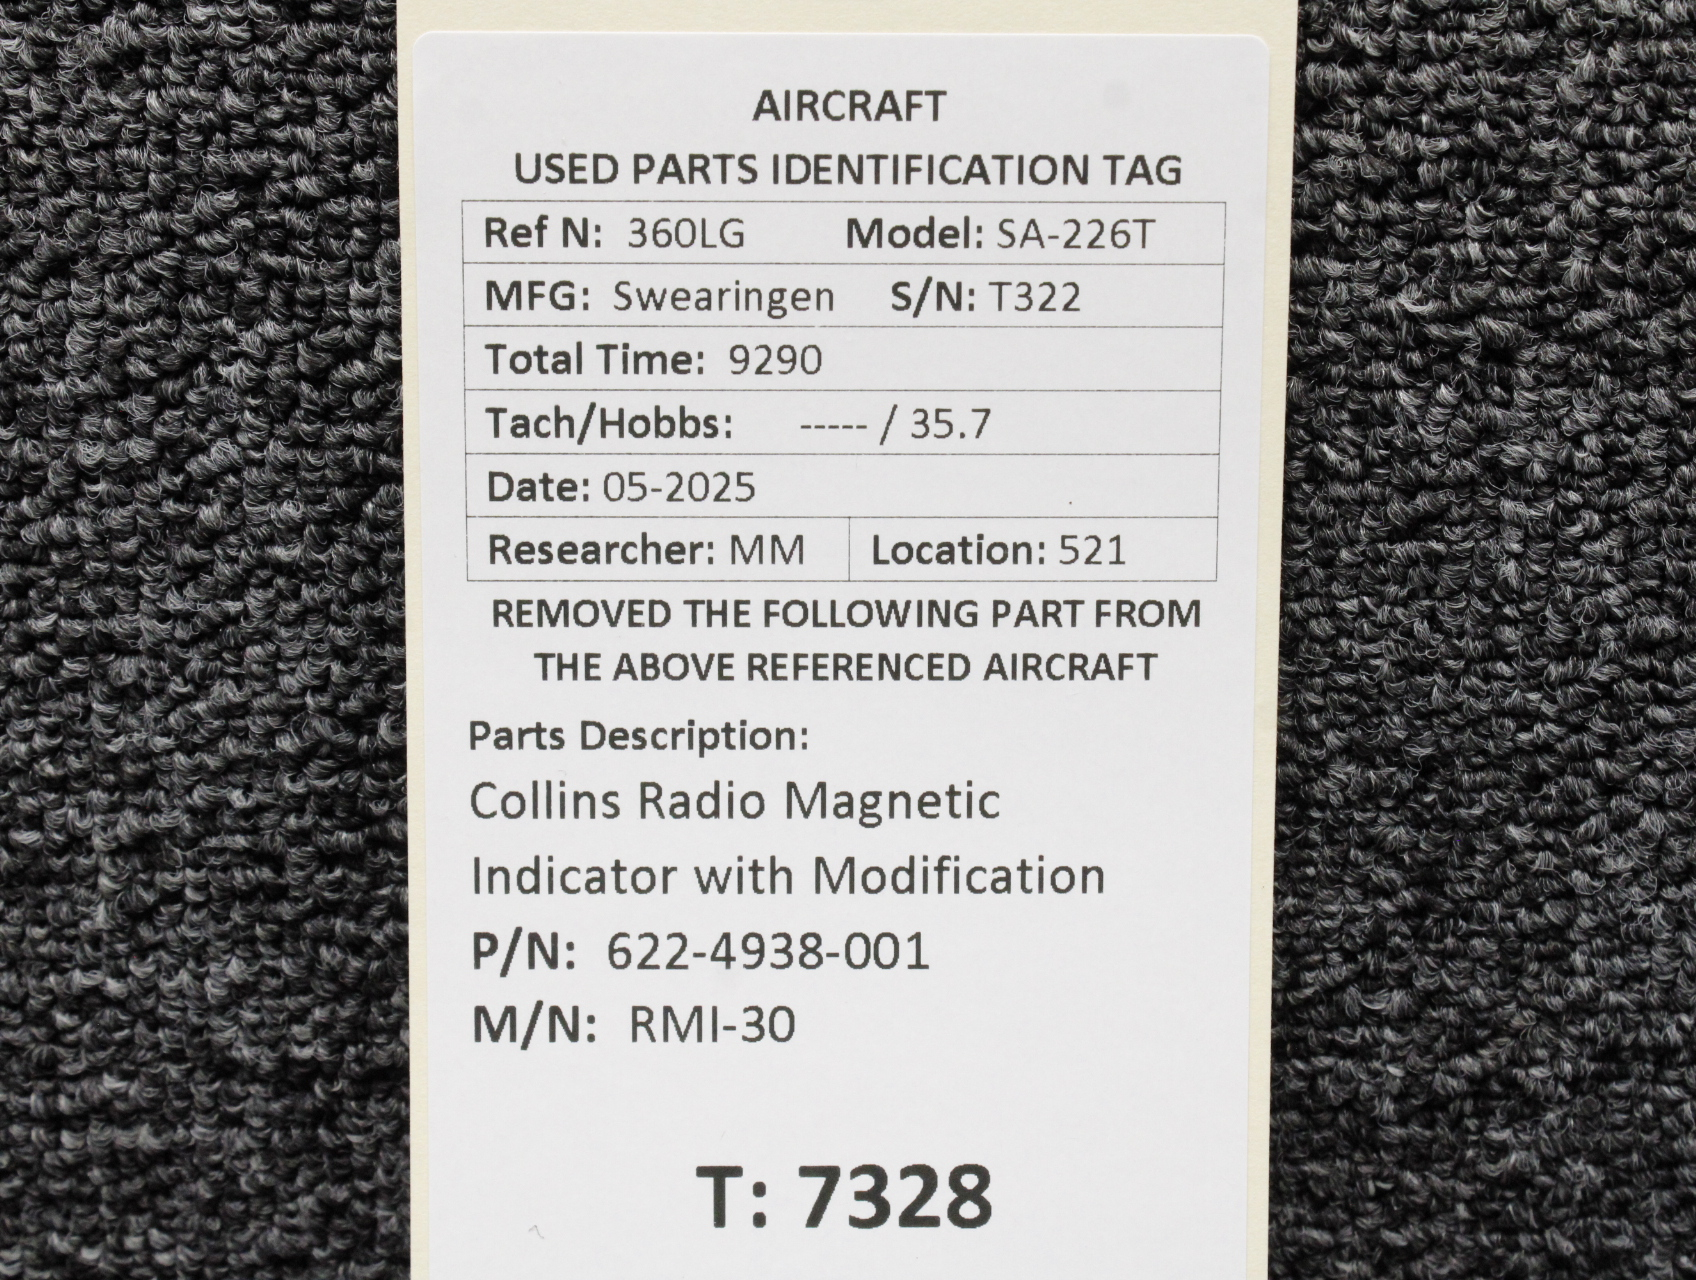 AIRCRAFT
USED PARTS IDENTIFICATION TAG
Ref N: 360LG Model: SA-226T
MFG: Swearingen S/N: T322
Total Time: 9290
Tach/Hobbs: ----- / 35.7
Date: 05-2025
Researcher: MM Location: 521
REMOVED THE FOLLOWING PART FROM
THE ABOVE REFERENCED AIRCRAFT
Parts Description:
Collins Radio Magnetic
Indicator with Modification
P/N: 622-4938-001
M/N: RMI-30
T: 7328